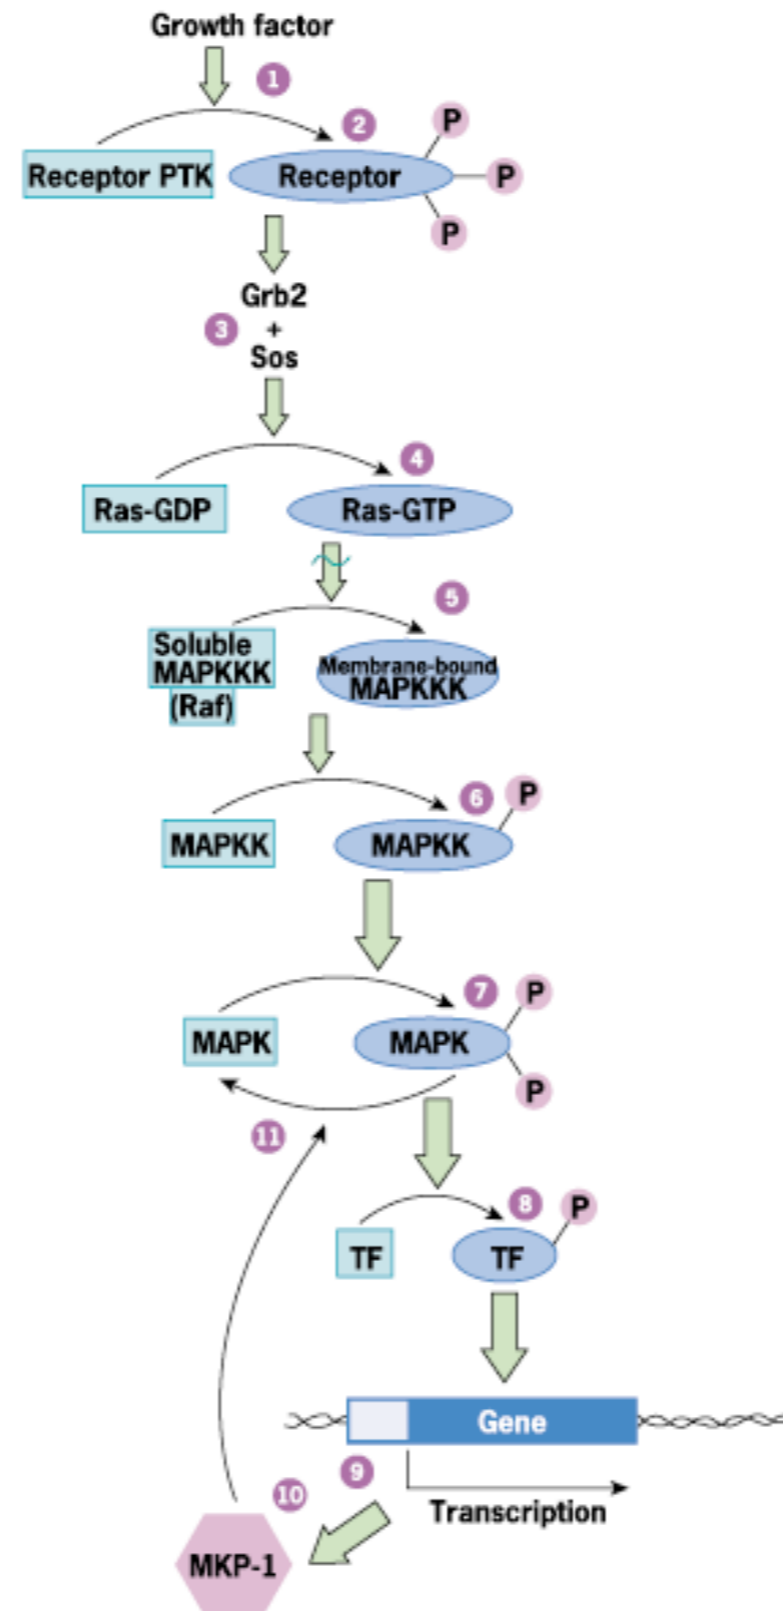 Growth factor
1
2
P
Receptor PTK
Receptor
P
P
Grb2
3
+
Sos
4
Ras-GDP
Ras-GTP
5
Soluble
MAPKKK
(Raf)
Membrane-bound
MAPKKK
6
P
MAPKK
MAPKK
7
P
MAPK
MAPK
P
11
8
P
TF
TF
Gene
9
Transcription
10
MKP-1